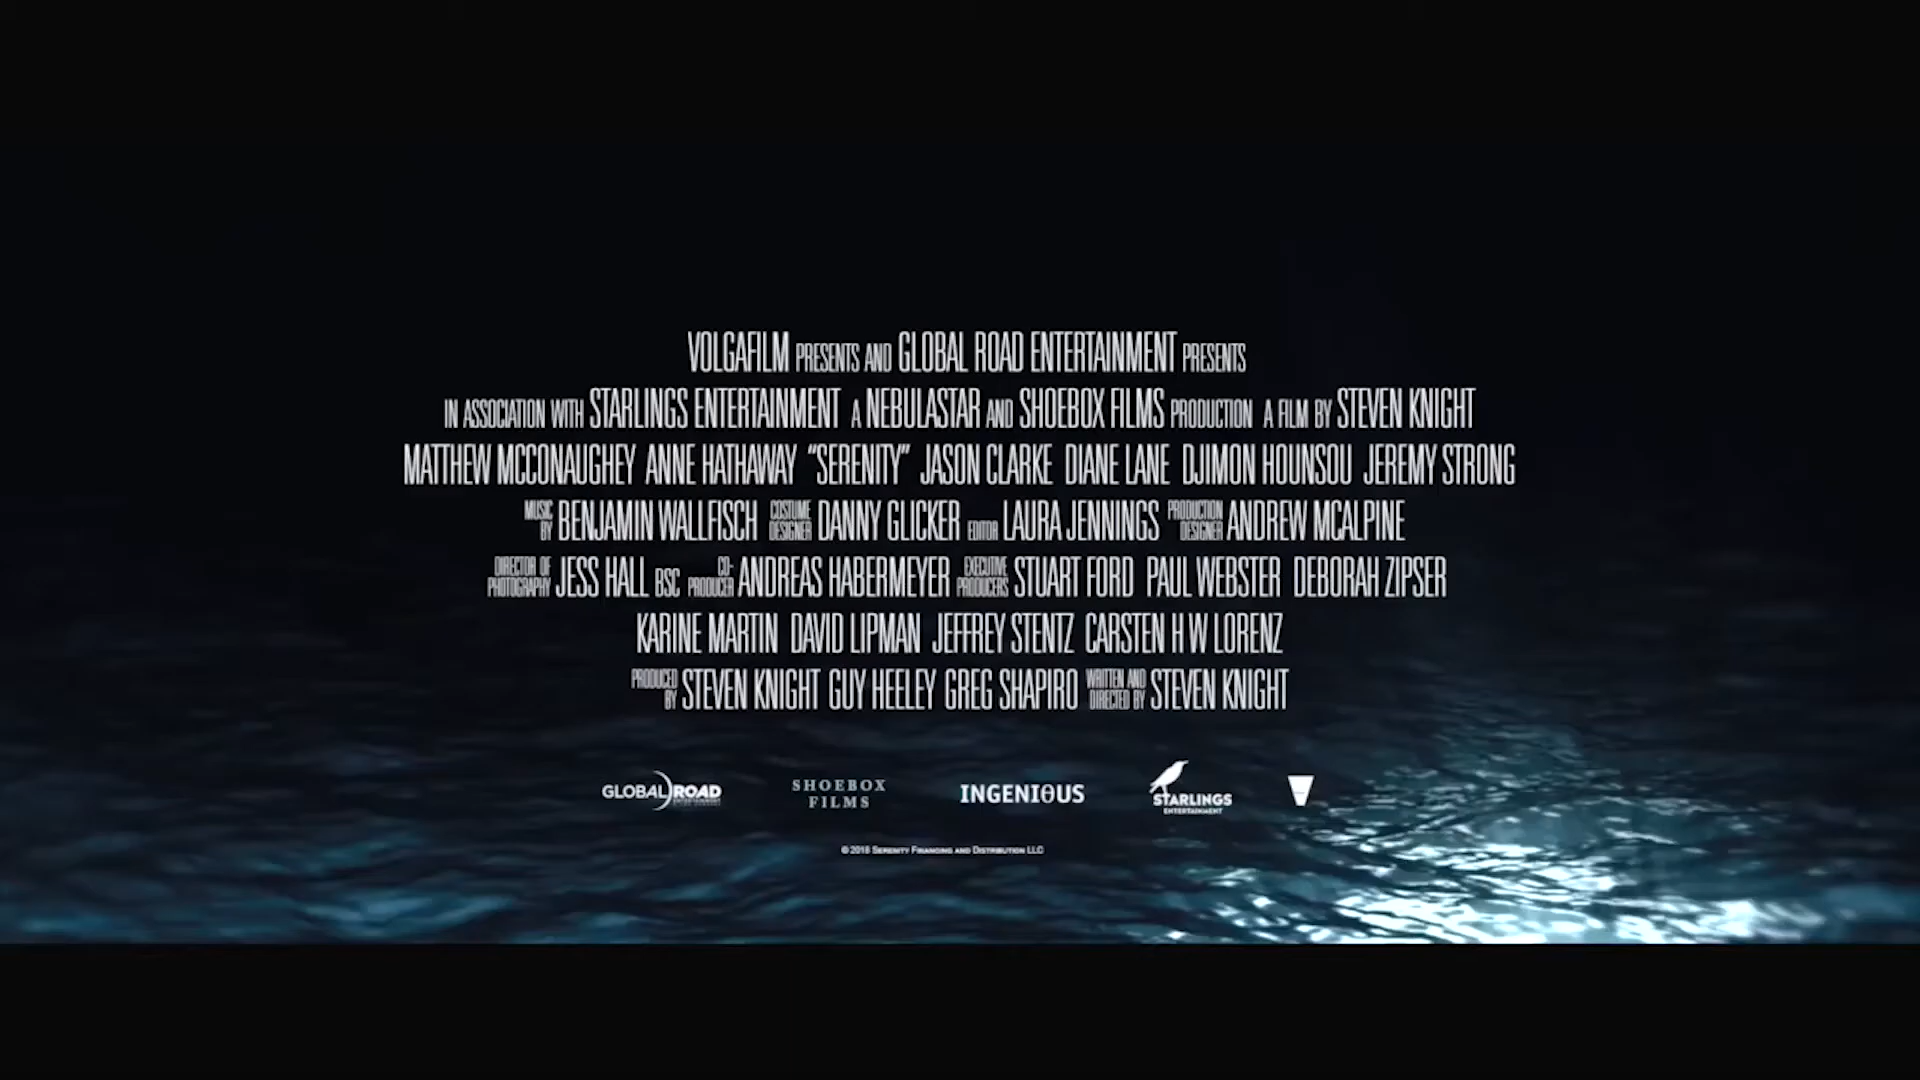 VOLGAFILM PRESENTS AND GLOBAL ROAD ENTERTAINMENT PRESENTS
IN ASSOCIATION WITH STARLINGS ENTERTAINMENT A NEBULASTAR AND SHOEBOX FILMS PRODUCTION A FILM BY STEVEN KNIGHT
MATTHEW MCCONAUGHEY ANNE HATHAWAY “SERENITY” JASON CLARKE DIANE LANE DJIMON HOUNSOU JEREMY STRONG
MUSIC BY BENJAMIN WALLFISCH COSTUME DESIGNER DANNY GLICKER EDITOR LAURA JENNINGS PRODUCTION DESIGNER ANDREW MCALPINE
DIRECTOR OF PHOTOGRAPHY JESS HALL BSC CO-PRODUCER ANDREAS HABERMEYER EXECUTIVE PRODUCERS STUART FORD PAUL WEBSTER DEBORAH ZIPSER
KARINE MARTIN DAVID LIPMAN JEFFREY STENTZ CARSTEN H W LORENZ
PRODUCED BY STEVEN KNIGHT GUY HEELEY GREG SHAPIRO WRITTEN AND DIRECTED BY STEVEN KNIGHT
GLOBAL ROAD ENTERTAINMENT
SHOEBOX FILMS
INGENIOUS
STARLINGS ENTERTAINMENT
© 2018 SERENITY FINANCING AND DISTRIBUTION LLC